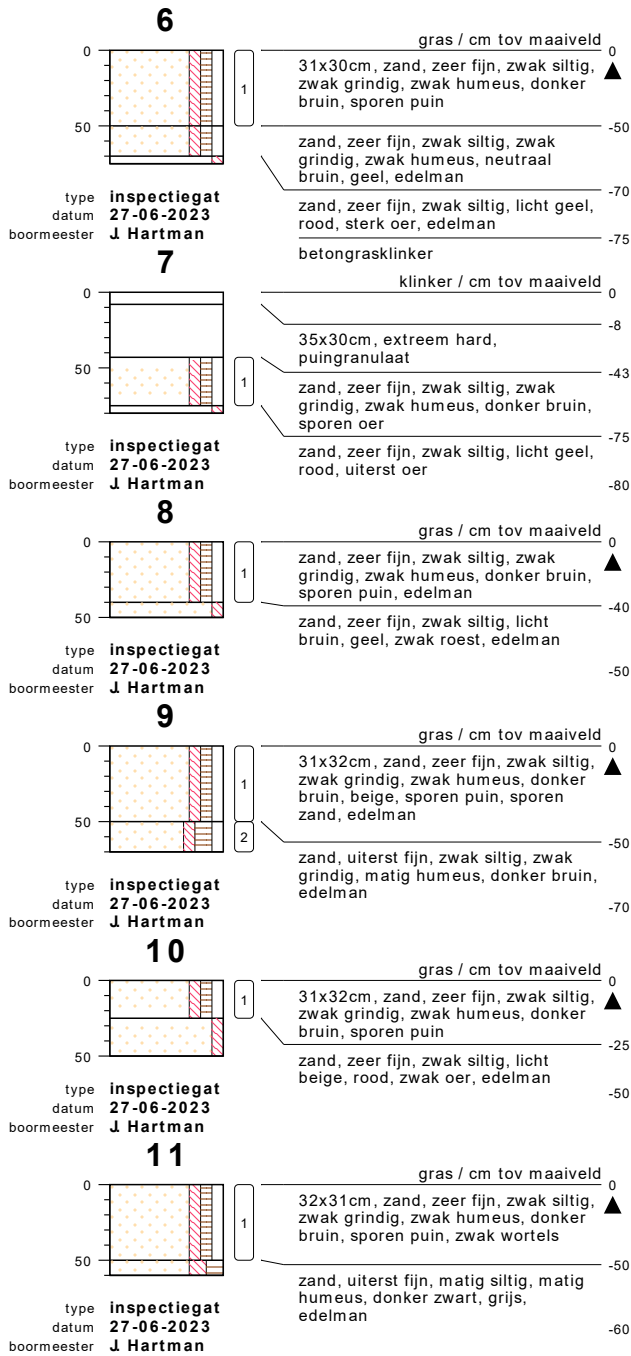 6
gras / cm tov maaiveld
0
0
31x30cm, zand, zeer fijn, zwak siltig,
zwak grindig, zwak humeus, donker
bruin, sporen puin
1
50
-50
zand, zeer fijn, zwak siltig, zwak
grindig, zwak humeus, neutraal
bruin, geel, edelman
-70
zand, zeer fijn, zwak siltig, licht geel,
rood, sterk oer, edelman
-75
betongrasklinker
type inspectiegat
datum 27-06-2023
boormeester J. Hartman
7
klinker / cm tov maaiveld
0
0
-8
35x30cm, extreem hard,
puingranulaat
-43
50
1
zand, zeer fijn, zwak siltig, zwak
grindig, zwak humeus, donker bruin,
sporen oer
-75
zand, zeer fijn, zwak siltig, licht geel,
rood, uiterst oer
-80
type inspectiegat
datum 27-06-2023
boormeester J. Hartman
8
gras / cm tov maaiveld
0
0
zand, zeer fijn, zwak siltig, zwak
grindig, zwak humeus, donker bruin,
sporen puin, edelman
1
-40
50
zand, zeer fijn, zwak siltig, licht
bruin, geel, zwak roest, edelman
-50
type inspectiegat
datum 27-06-2023
boormeester J. Hartman
9
gras / cm tov maaiveld
0
0
31x32cm, zand, zeer fijn, zwak siltig,
zwak grindig, zwak humeus, donker
bruin, beige, sporen puin, sporen
zand, edelman
1
50
-50
2
zand, uiterst fijn, zwak siltig, zwak
grindig, matig humeus, donker bruin,
edelman
-70
type inspectiegat
datum 27-06-2023
boormeester J. Hartman
10
gras / cm tov maaiveld
0
0
31x32cm, zand, zeer fijn, zwak siltig,
zwak grindig, zwak humeus, donker
bruin, sporen puin
1
-25
zand, zeer fijn, zwak siltig, licht
beige, rood, zwak oer, edelman
50
-50
type inspectiegat
datum 27-06-2023
boormeester J. Hartman
11
gras / cm tov maaiveld
0
0
32x31cm, zand, zeer fijn, zwak siltig,
zwak grindig, zwak humeus, donker
bruin, sporen puin, zwak wortels
1
50
-50
zand, uiterst fijn, matig siltig, matig
humeus, donker zwart, grijs,
edelman
-60
type inspectiegat
datum 27-06-2023
boormeester J. Hartman